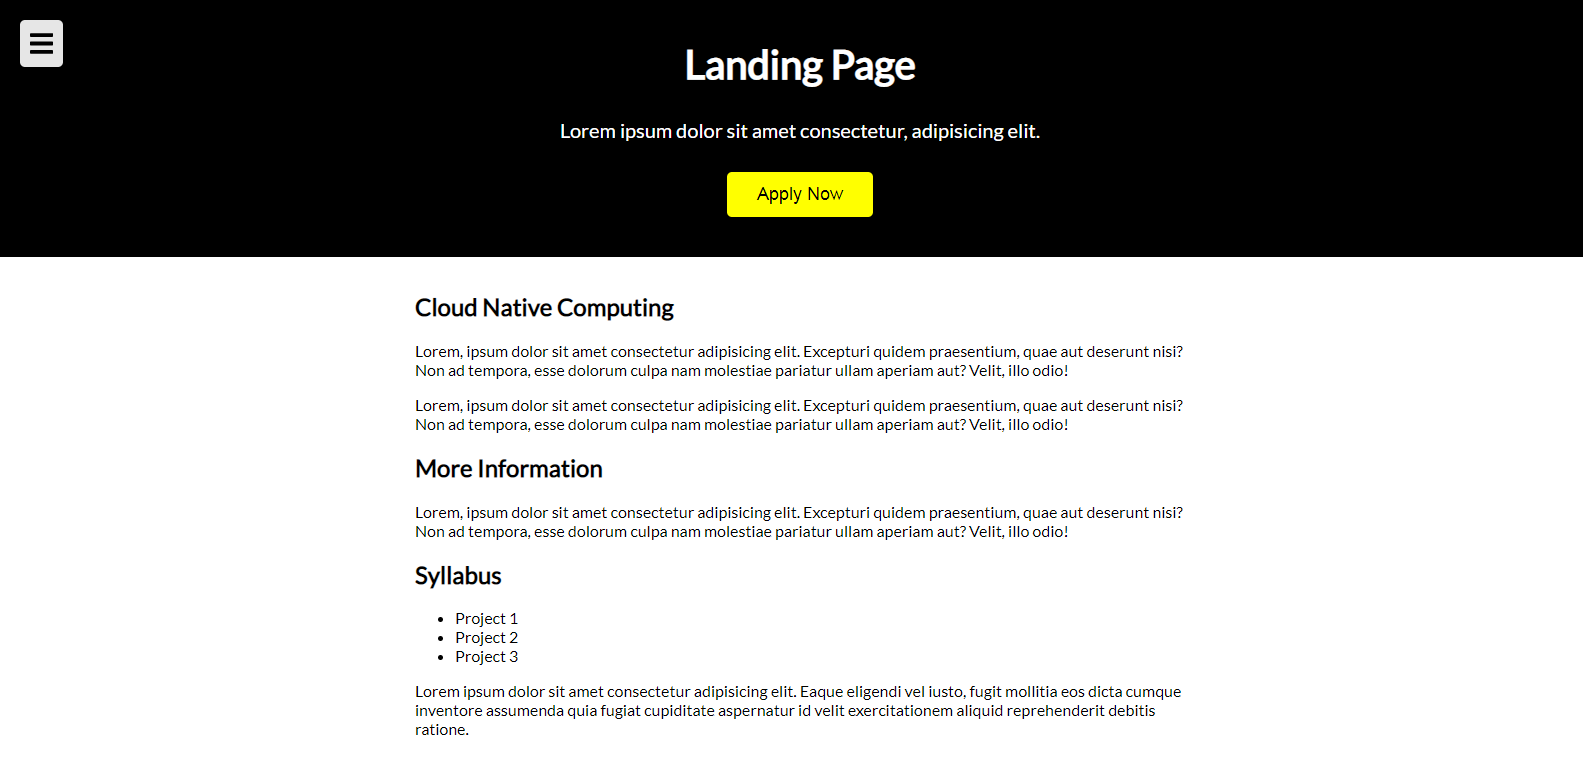 Landing Page
Lorem ipsum dolor sit amet consectetur, adipisicing elit.
Apply Now
Cloud Native Computing
Lorem, ipsum dolor sit amet consectetur adipisicing elit. Excepturi quidem praesentium, quae aut deserunt nisi?
Non ad tempora, esse dolorum culpa nam molestiae pariatur ullam aperiam aut? Velit, illo odio!
Lorem, ipsum dolor sit amet consectetur adipisicing elit. Excepturi quidem praesentium, quae aut deserunt nisi?
Non ad tempora, esse dolorum culpa nam molestiae pariatur ullam aperiam aut? Velit, illo odio!
More Information
Lorem, ipsum dolor sit amet consectetur adipisicing elit. Excepturi quidem praesentium, quae aut deserunt nisi?
Non ad tempora, esse dolorum culpa nam molestiae pariatur ullam aperiam aut? Velit, illo odio!
Syllabus
• Project 1
• Project 2
• Project 3
Lorem ipsum dolor sit amet consectetur adipisicing elit. Eaque eligendi vel iusto, fugit mollitia eos dicta cumque
inventore assumenda quia fugiat cupiditate aspernatur id velit exercitationem aliquid reprehenderit debitis
ratione.